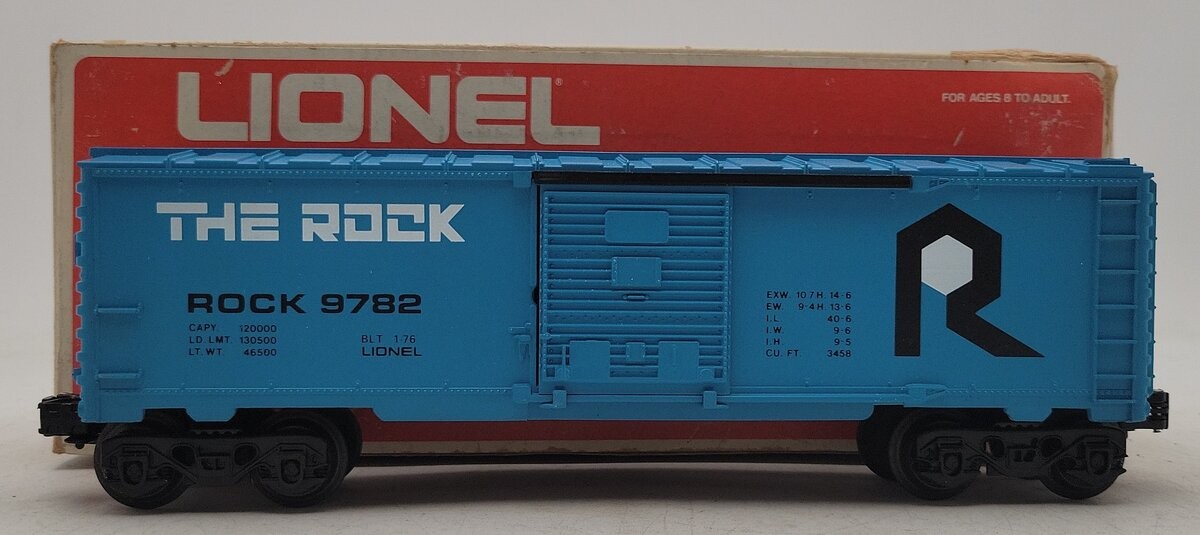 LIONEL®
FOR AGES 8 TO ADULT.
THE ROCK
ROCK 9782
CAPY. 120000
LD. LMT. 130500
LT. WT. 46500
BLT 1-76
LIONEL
EXW. 10 7 H. 14-6
EW. 9-4 H. 13-6
I.L. 40-6
I.W. 9-6
I.H. 9-5
CU. FT. 3458
R